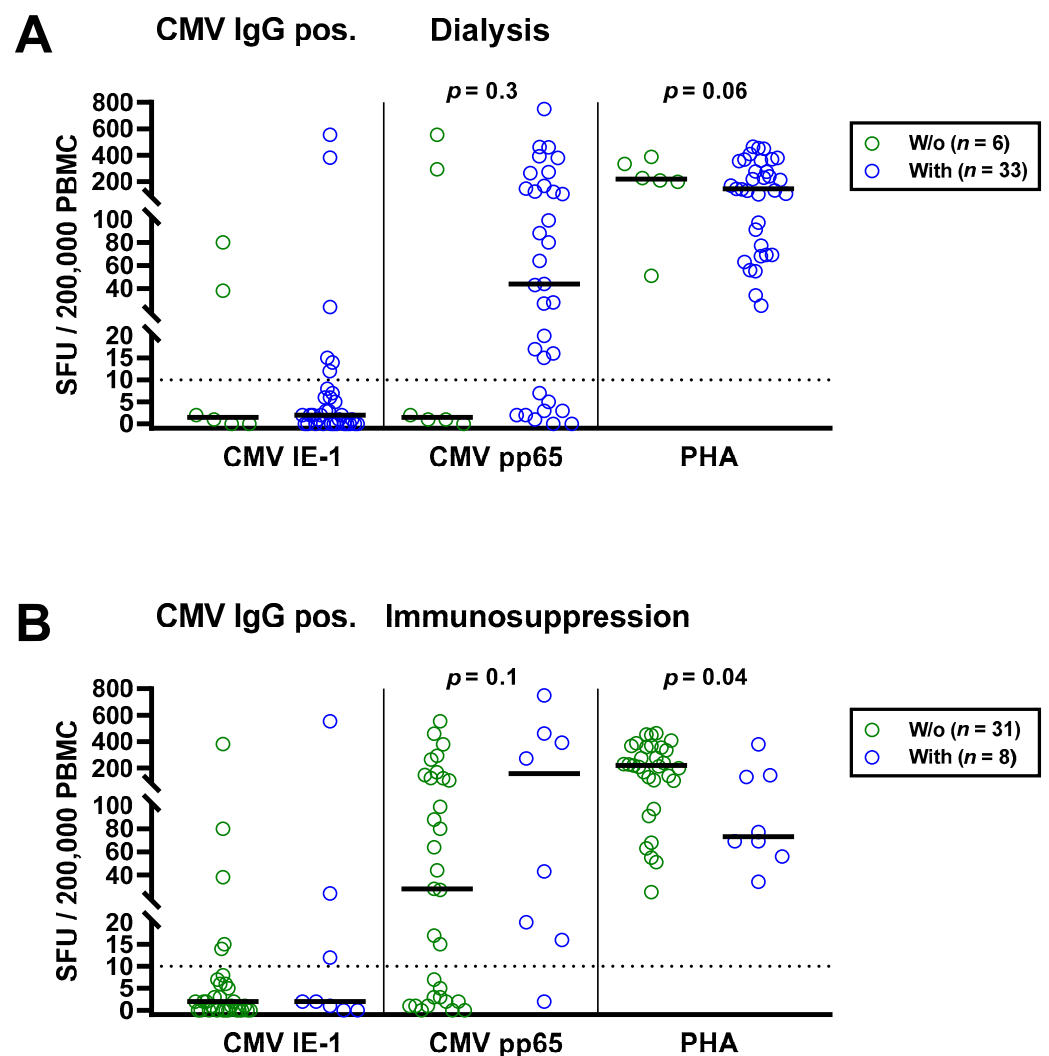 A
CMV IgG pos. Dialysis
p = 0.3
p = 0.06
800
600
400
200
100
80
60
40
20
15
10
5
0
SFU / 200,000 PBMC
W/o (n = 6)
With (n = 33)
CMV IE-1
CMV pp65
PHA
B
CMV IgG pos. Immunosuppression
p = 0.1
p = 0.04
800
600
400
200
100
80
60
40
20
15
10
5
0
SFU / 200,000 PBMC
W/o (n = 31)
With (n = 8)
CMV IE-1
CMV pp65
PHA